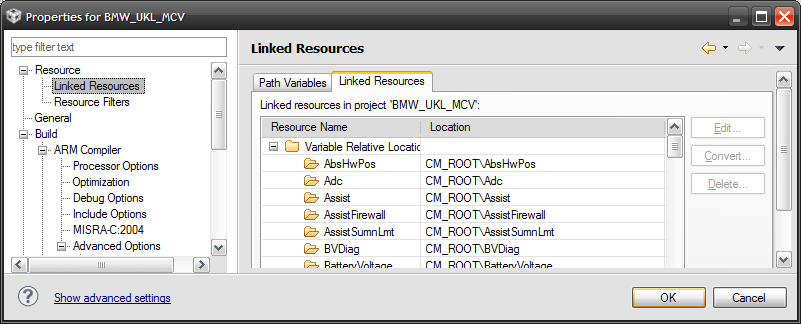 Properties for BMW_UKL_MCV
type filter text
Resource
Linked Resources
Resource Filters
General
Build
ARM Compiler
Processor Options
Optimization
Debug Options
Include Options
MISRA-C:2004
Advanced Options
Linked Resources
Path Variables Linked Resources
Linked resources in project 'BMW_UKL_MCV':
Resource Name Location
Variable Relative Locatio
AbsHwPos CM_ROOT\AbsHwPos
Adc CM_ROOT\Adc
Assist CM_ROOT\Assist
AssistFirewall CM_ROOT\AssistFirewall
AssistSumnLmt CM_ROOT\AssistSumnLmt
BVDiag CM_ROOT\BVDiag
BatteryVoltage CM_ROOT\BatteryVoltage
Edit...
Convert...
Delete...
Show advanced settings
OK Cancel